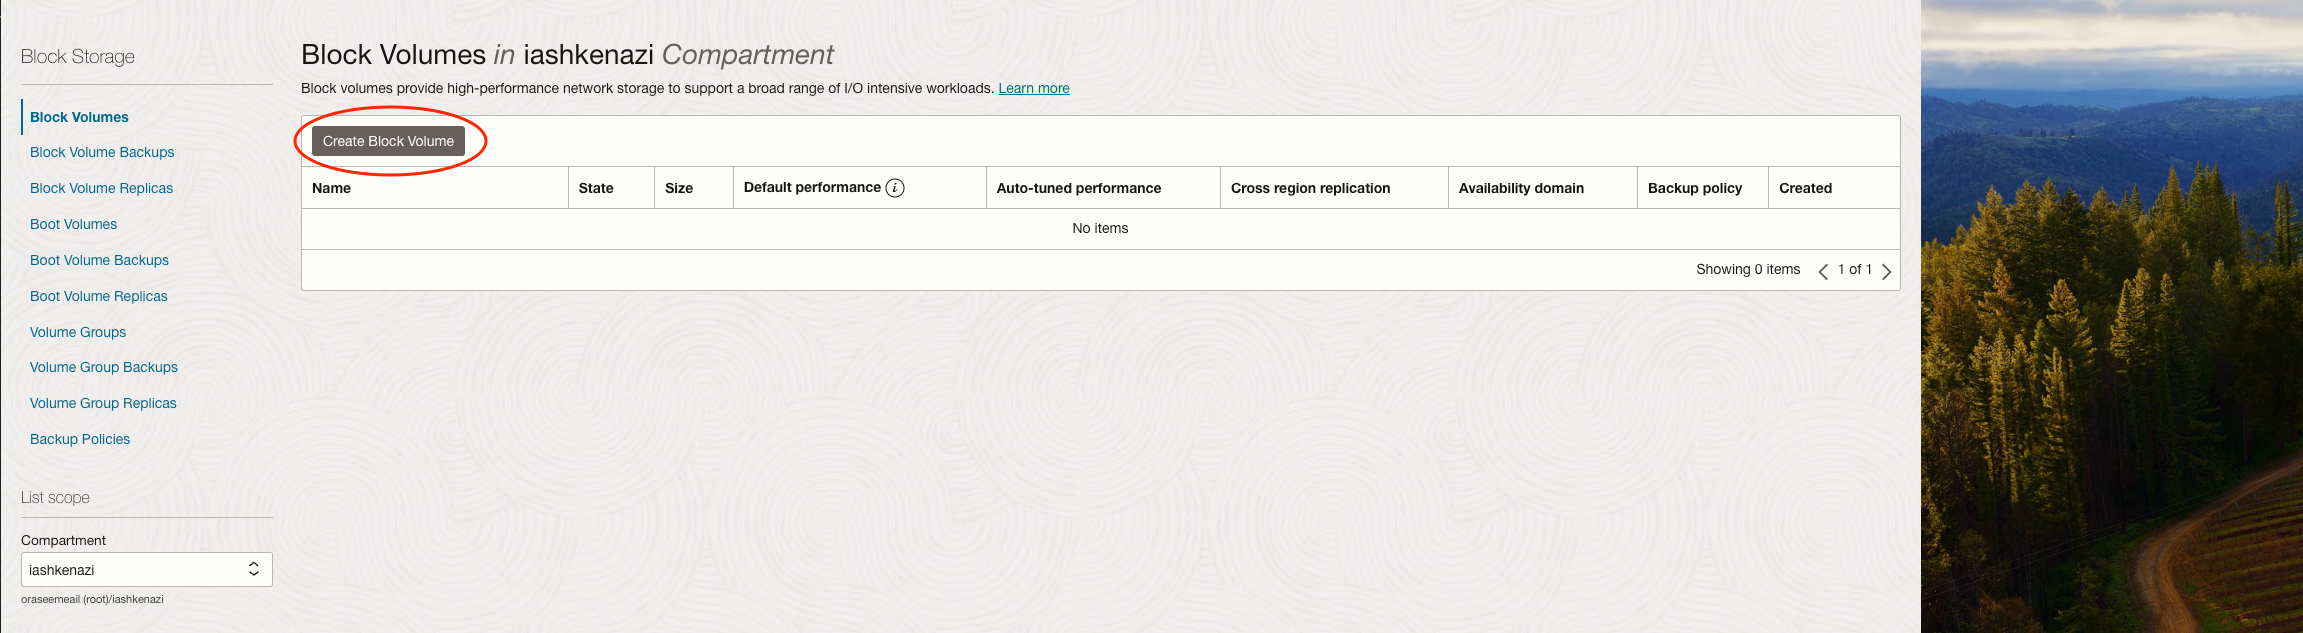 Block Storage
Block Volumes
Block Volume Backups
Block Volume Replicas
Boot Volumes
Boot Volume Backups
Boot Volume Replicas
Volume Groups
Volume Group Backups
Volume Group Replicas
Backup Policies
List scope
Compartment
iashkenazi
oraseemeail (root)/iashkenazi
Block Volumes in iashkenazi Compartment
Block volumes provide high-performance network storage to support a broad range of I/O intensive workloads. Learn more
Create Block Volume
Name State Size Default performance i Auto-tuned performance Cross region replication Availability domain Backup policy Created
No items
Showing 0 items 1 of 1